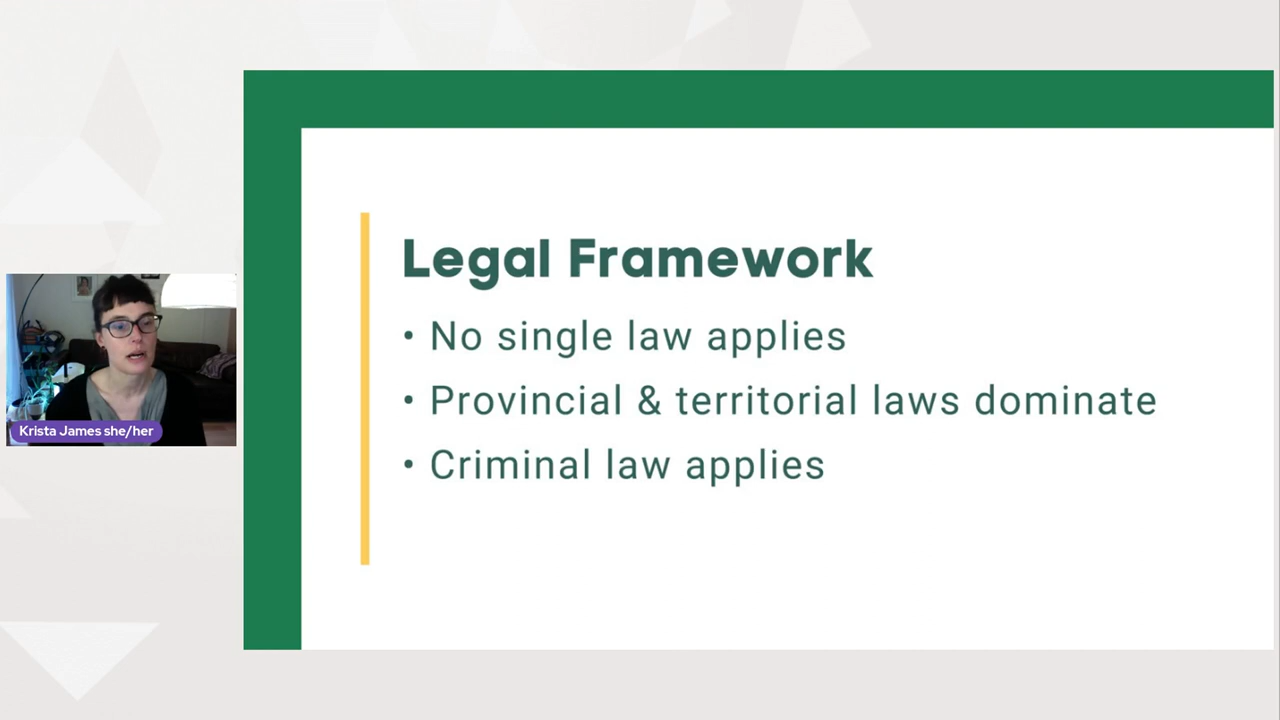 Legal Framework
• No single law applies
• Provincial & territorial laws dominate
• Criminal law applies
Krista James she/her